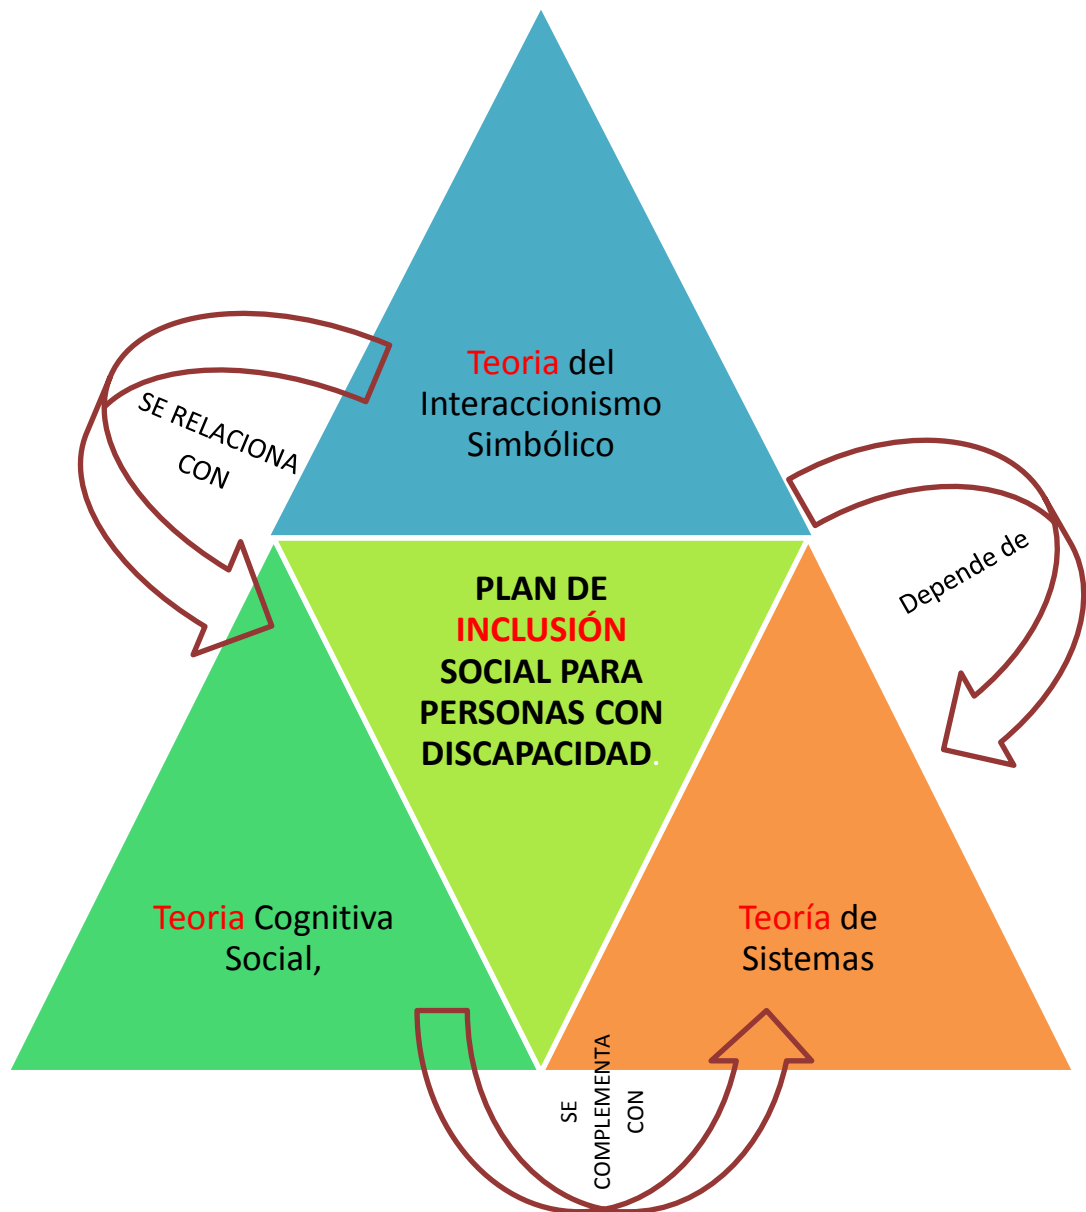 Teoria del
Interaccionismo
Simbólico
SE RELACIONA
CON
Depende de
PLAN DE
INCLUSIÓN
SOCIAL PARA
PERSONAS CON
DISCAPACIDAD.
Teoria Cognitiva
Social,
Teoría de
Sistemas
SE
COMPLEMENTA
CON